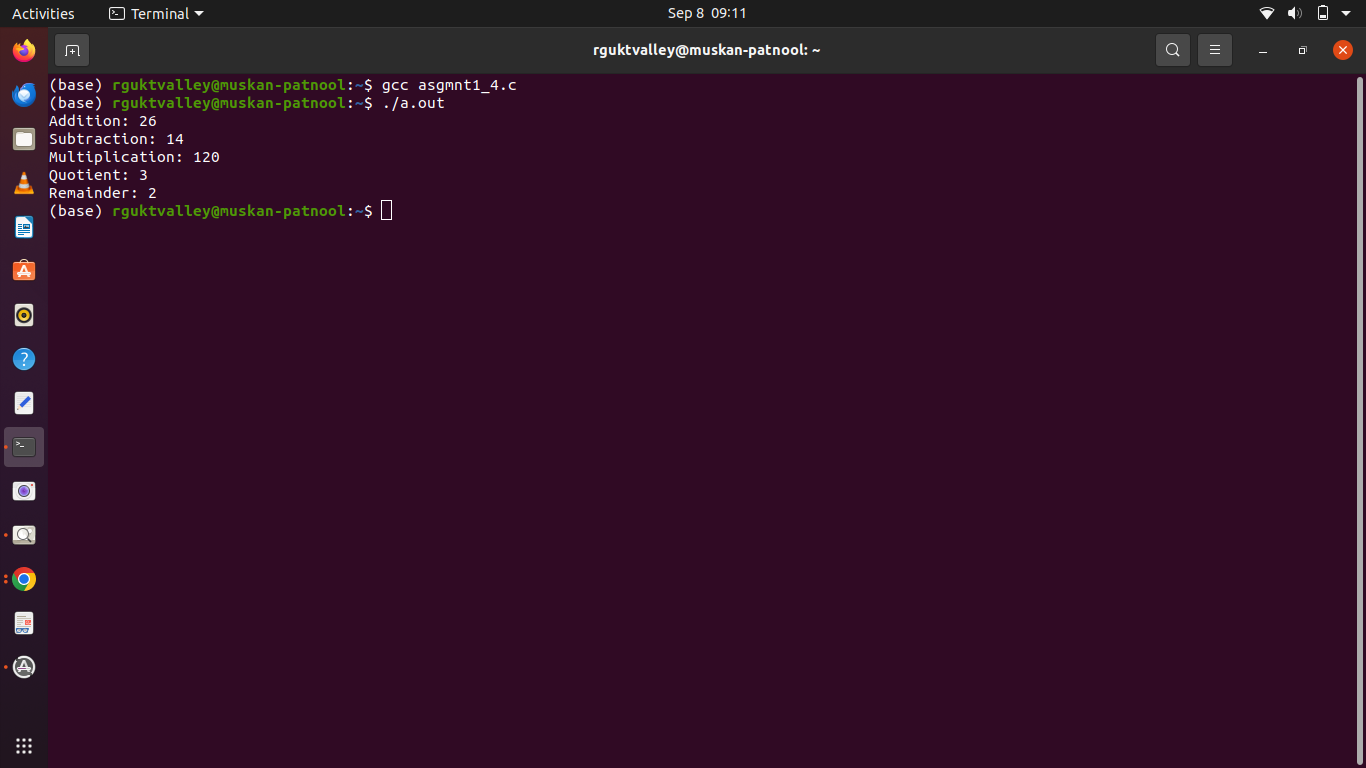 Activities Terminal Sep 8 09:11
rguktvalley@muskan-patnool: ~
(base) rguktvalley@muskan-patnool:~$ gcc asgmnt1_4.c
(base) rguktvalley@muskan-patnool:~$ ./a.out
Addition: 26
Subtraction: 14
Multiplication: 120
Quotient: 3
Remainder: 2
(base) rguktvalley@muskan-patnool:~$